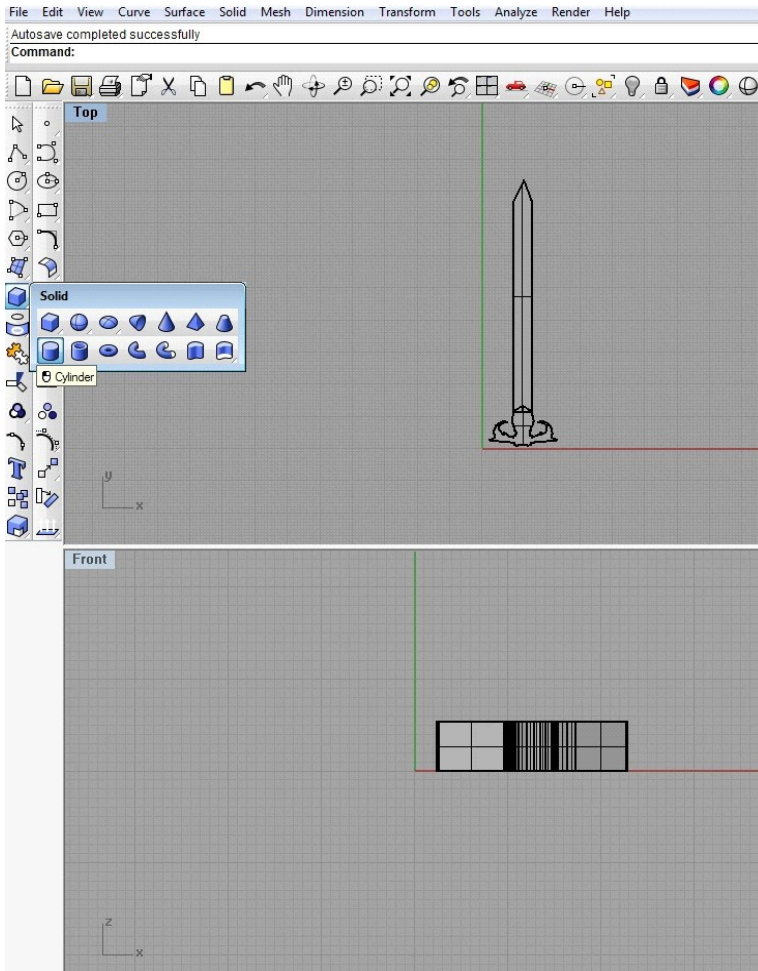 File Edit View Curve Surface Solid Mesh Dimension Transform Tools Analyze Render Help
Autosave completed successfully
Command:
Top
Solid
Cylinder
y
x
Front
z
x